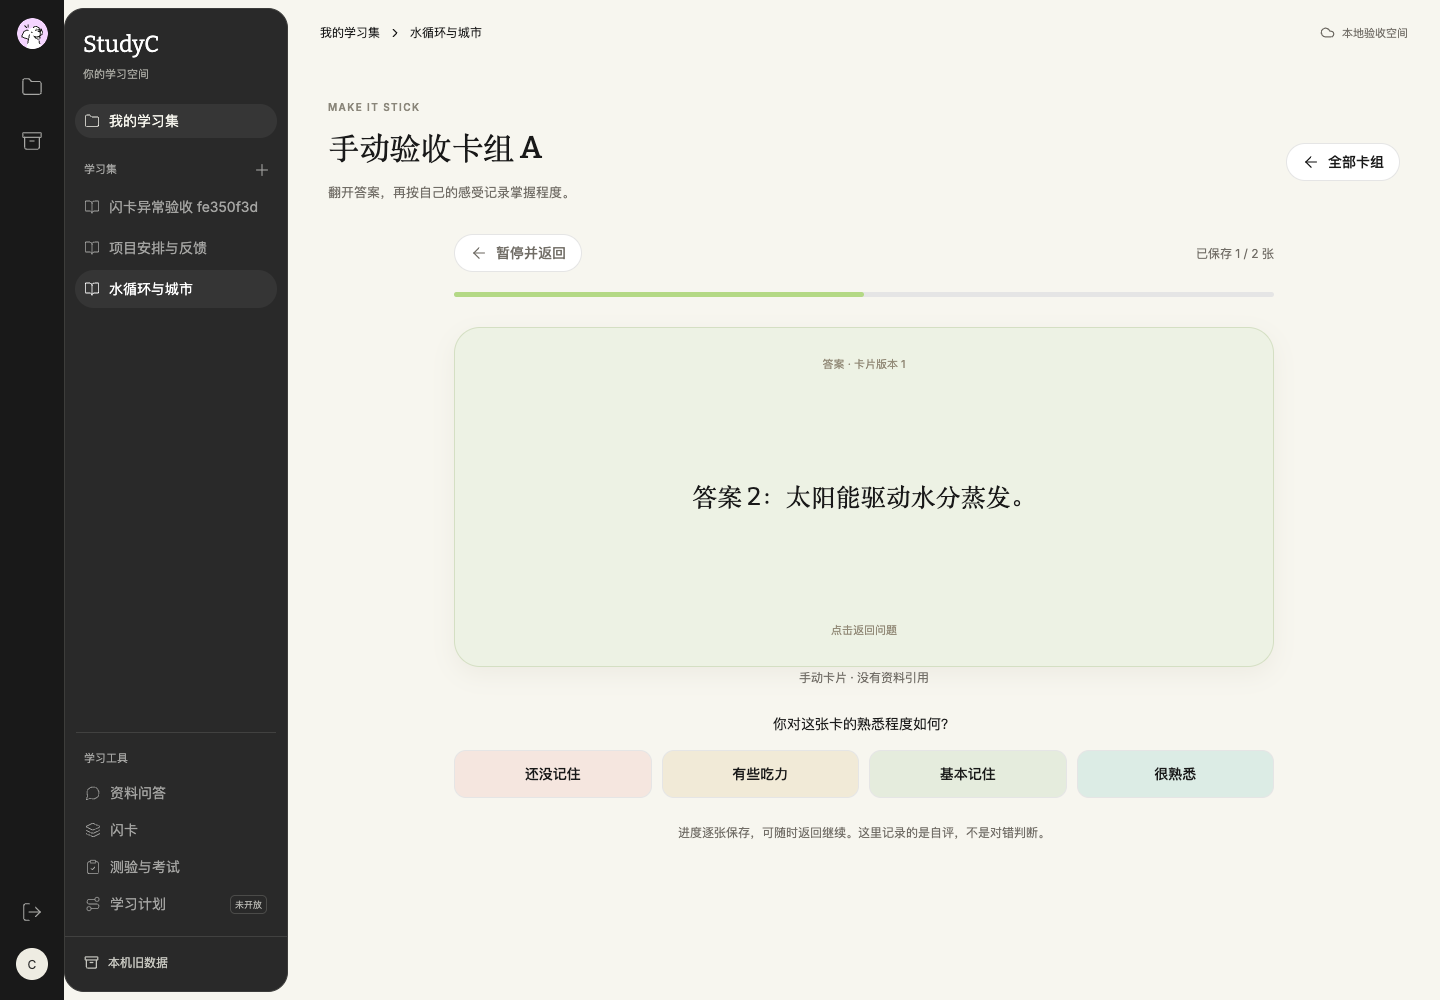 StudyC
你的学习空间
我的学习集
学习集
闪卡异常验收 fe350f3d
项目安排与反馈
水循环与城市
学习工具
资料问答
闪卡
测验与考试
学习计划
未开放
本机旧数据
C
我的学习集 > 水循环与城市
本地验收空间
MAKE IT STICK
手动验收卡组 A
翻开答案，再按自己的感受记录掌握程度。
全部卡组
暂停并返回
已保存 1 / 2 张
答案 · 卡片版本 1
答案 2：太阳能驱动水分蒸发。
点击返回问题
手动卡片 · 没有资料引用
你对这张卡的熟悉程度如何?
还没记住
有些吃力
基本记住
很熟悉
进度逐张保存，可随时返回继续。这里记录的是自评，不是对错判断。